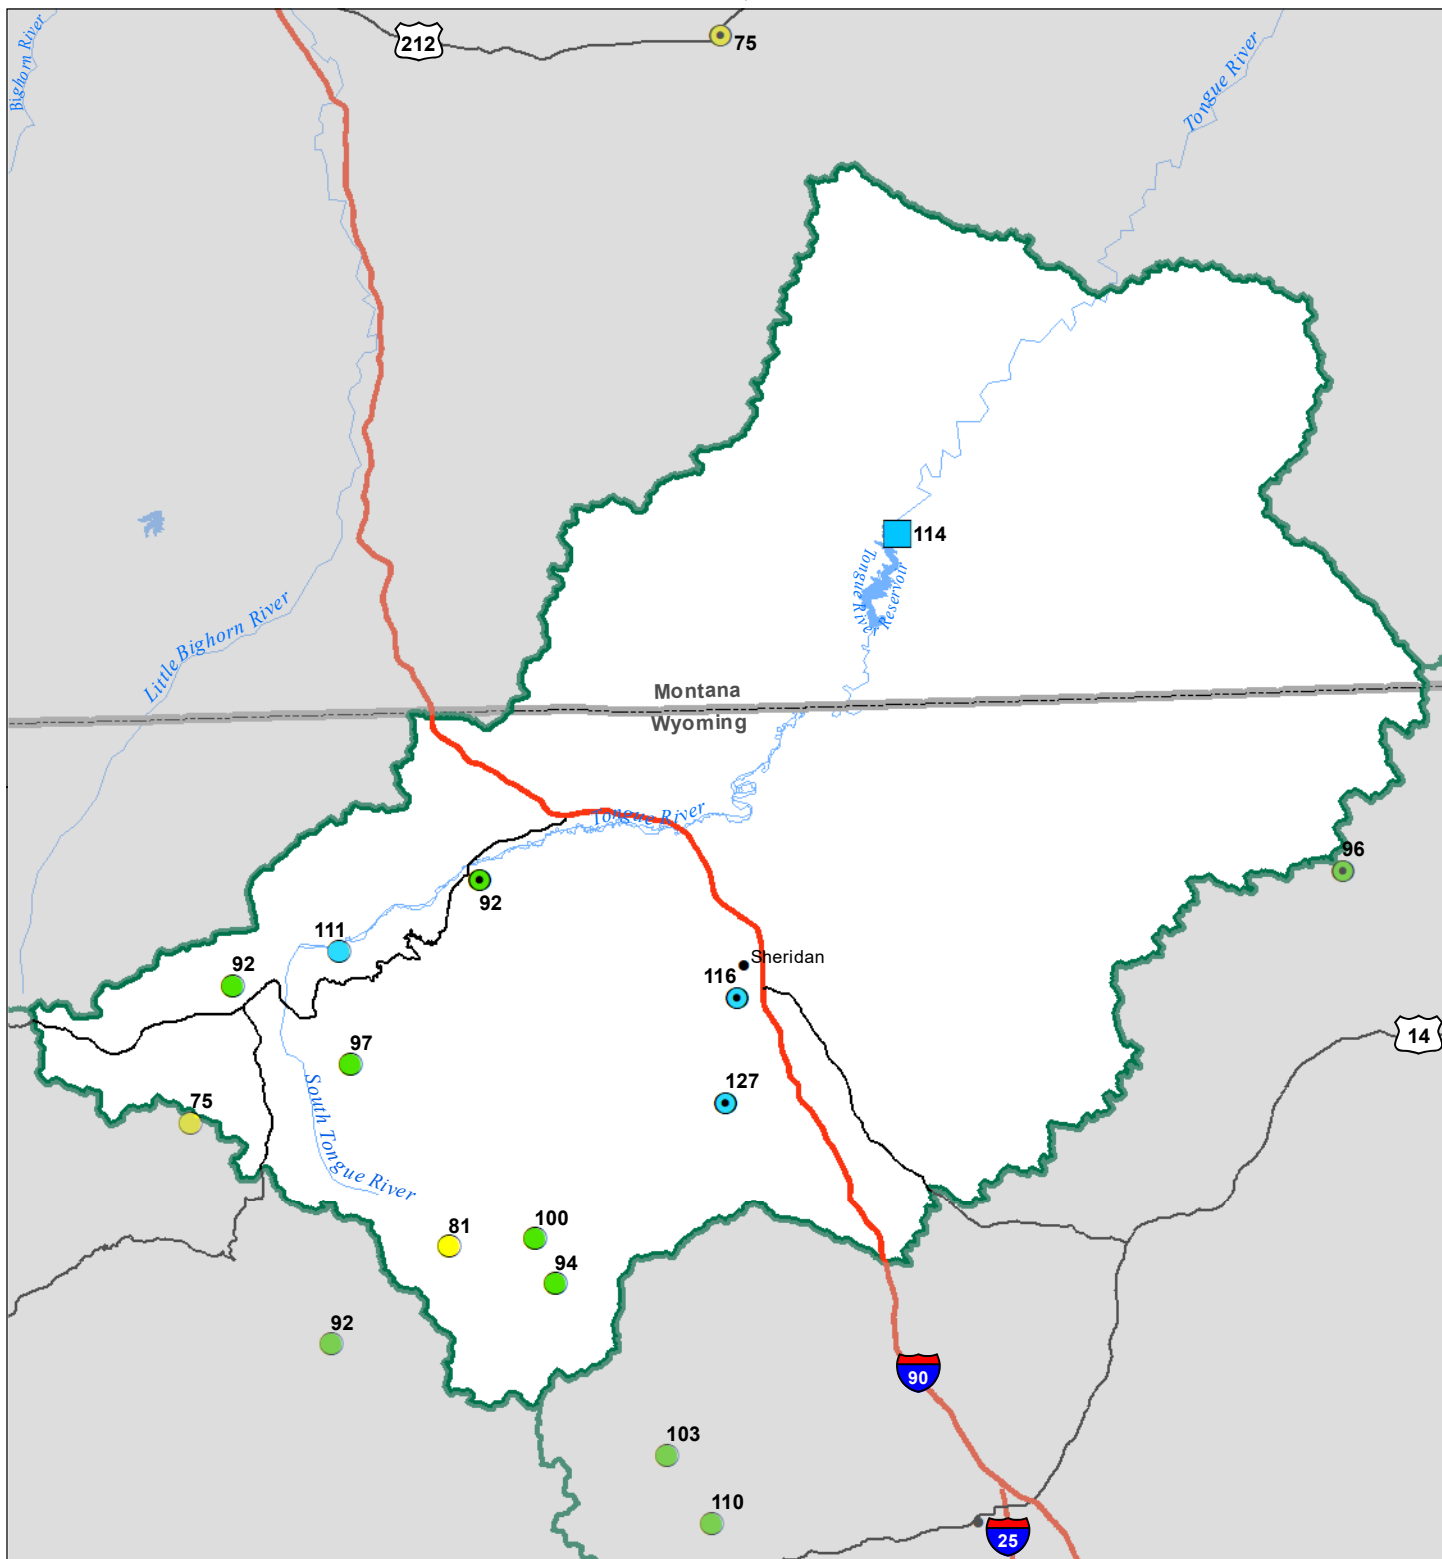 Bighorn River
212
75
Tongue River
114
Tongue River
Reservoir
Little Bighorn River
Montana
Wyoming
Tongue River
96
92
111
Sheridan
92
116
14
97
127
75
South Tongue River
81
100
94
92
90
103
110
25